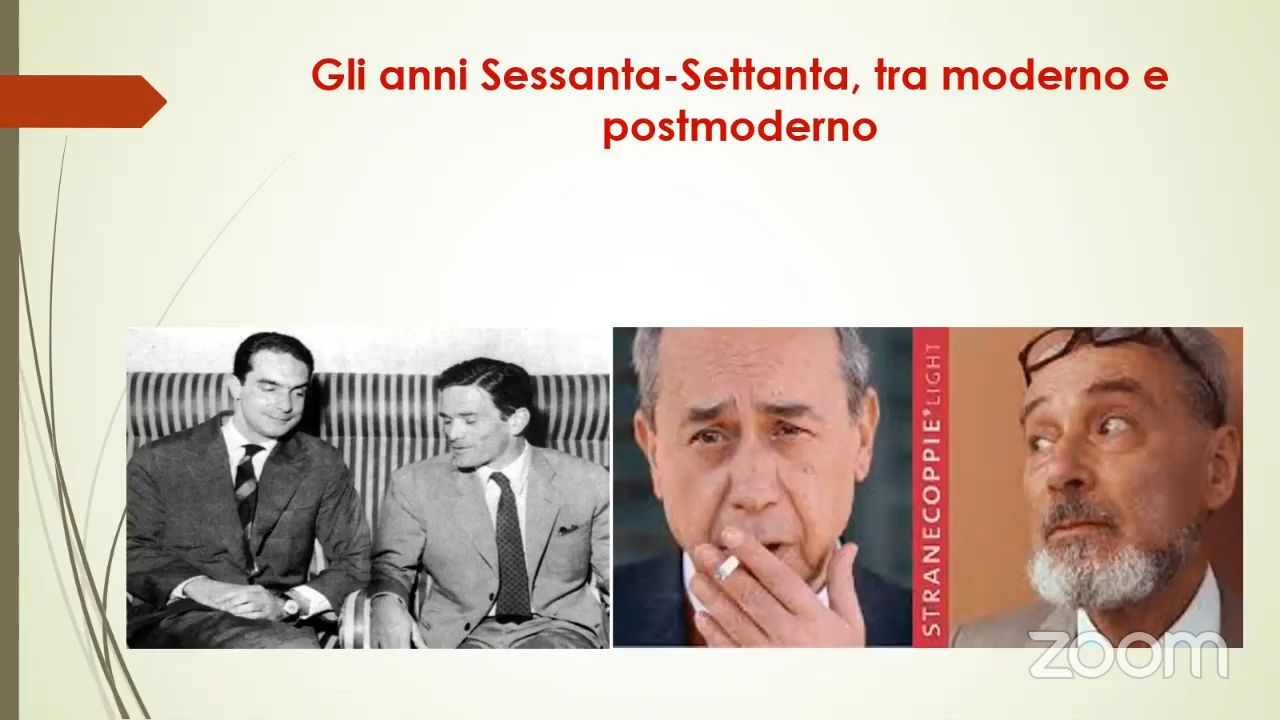 Gli anni Sessanta-Settanta, tra moderno e
postmoderno
STRANECOPPIE*LIGHT
zoom